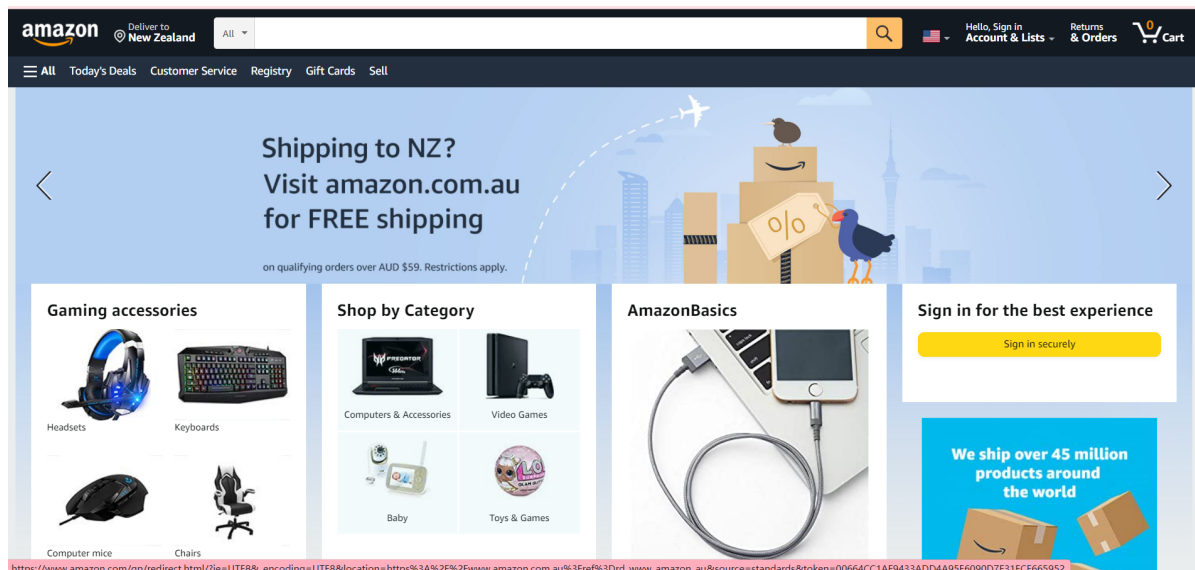 amazon
Deliver to
New Zealand
All
Hello, Sign in
Account & Lists
Returns
& Orders
0
Cart
All
Today's Deals
Customer Service
Registry
Gift Cards
Sell
Shipping to NZ?
Visit amazon.com.au
for FREE shipping
on qualifying orders over AUD $59. Restrictions apply.
%
Gaming accessories
Headsets
Keyboards
Computer mice
Chairs
Shop by Category
PREDATOR
Computers & Accessories
Video Games
Baby
Toys & Games
AmazonBasics
Sign in for the best experience
Sign in securely
We ship over 45 million
products around
the world